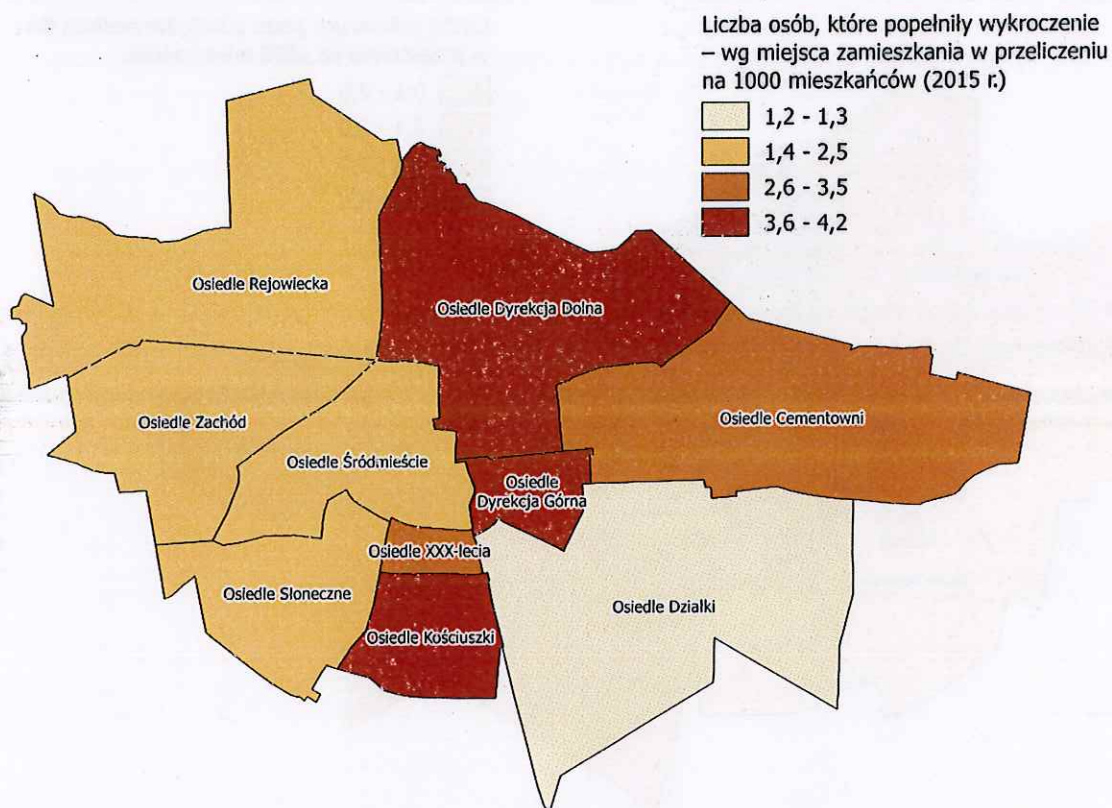 Liczba osób, które popełniły wykroczenie
– wg miejsca zamieszkania w przeliczeniu
na 1000 mieszkańców (2015 r.)
1,2 - 1,3
1,4 - 2,5
2,6 - 3,5
3,6 - 4,2
Osiedle Rejowiecka
Osiedle Dyrekcja Dolna
Osiedle Zachód
Osiedle Cementowni
Osiedle Śródmieście
Osiedle
Dyrekcja Górna
Osiedle XXX-lecia
Osiedle Słoneczne
Osiedle Działki
Osiedle Kościuszki